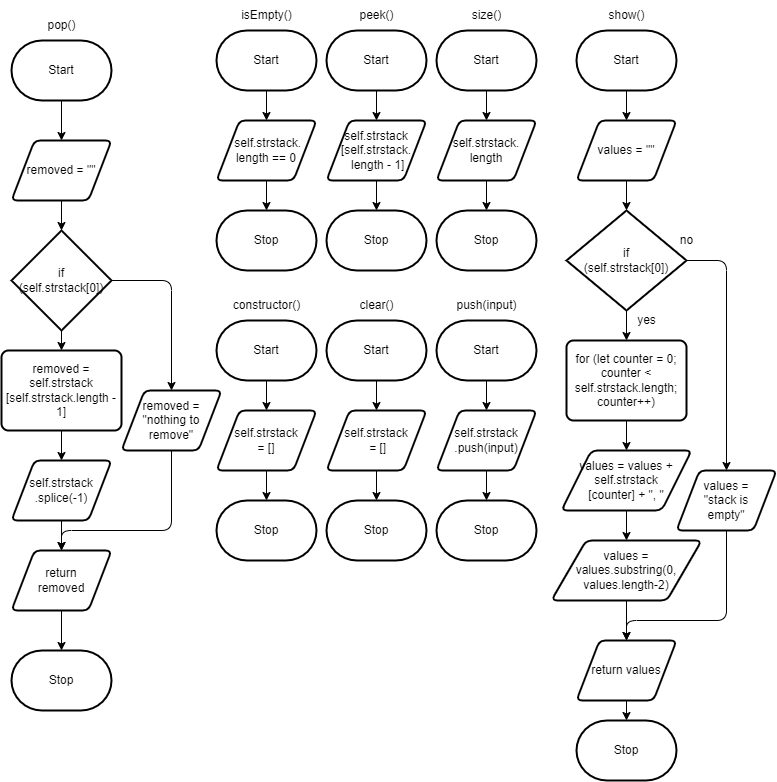 pop()
Start
removed = ""
if
(self.strstack[0])
removed =
self.strstack
[self.strstack.length -
1]
removed =
"nothing to
remove"
self.strstack
.splice(-1)
return
removed
Stop
isEmpty()
Start
self.strstack.
length == 0
Stop
peek()
Start
self.strstack
[self.strstack.
length - 1]
Stop
size()
Start
self.strstack.
length
Stop
constructor()
Start
self.strstack
= []
Stop
clear()
Start
self.strstack
= []
Stop
push(input)
Start
self.strstack
.push(input)
Stop
show()
Start
values = ""
if
(self.strstack[0])
no
yes
for (let counter = 0;
counter <
self.strstack.length;
counter++)
values = values +
self.strstack
[counter] + ", "
values =
"stack is
empty"
values =
values.substring(0,
values.length-2)
return values
Stop